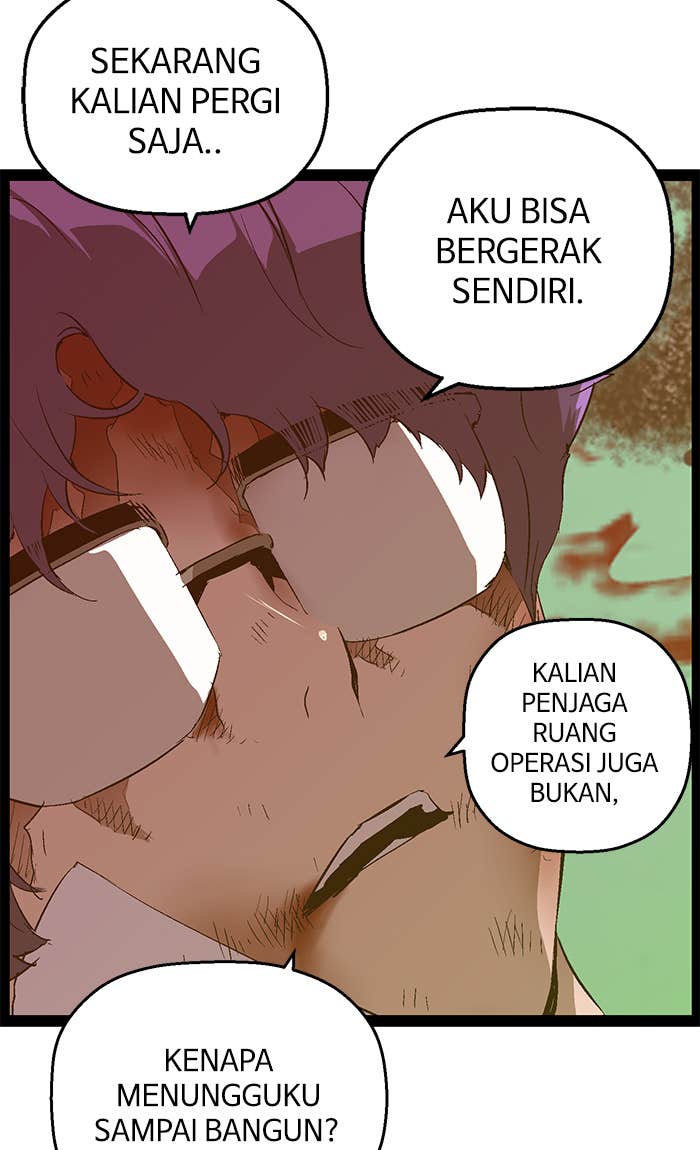 SEKARANG
KALIAN PERGI
SAJA..
AKU BISA
BERGERAK
SENDIRI.
KALIAN
PENJAGA
RUANG
OPERASI JUGA
BUKAN,
KENAPA
MENUNGGUKU
SAMPAI BANGUN?